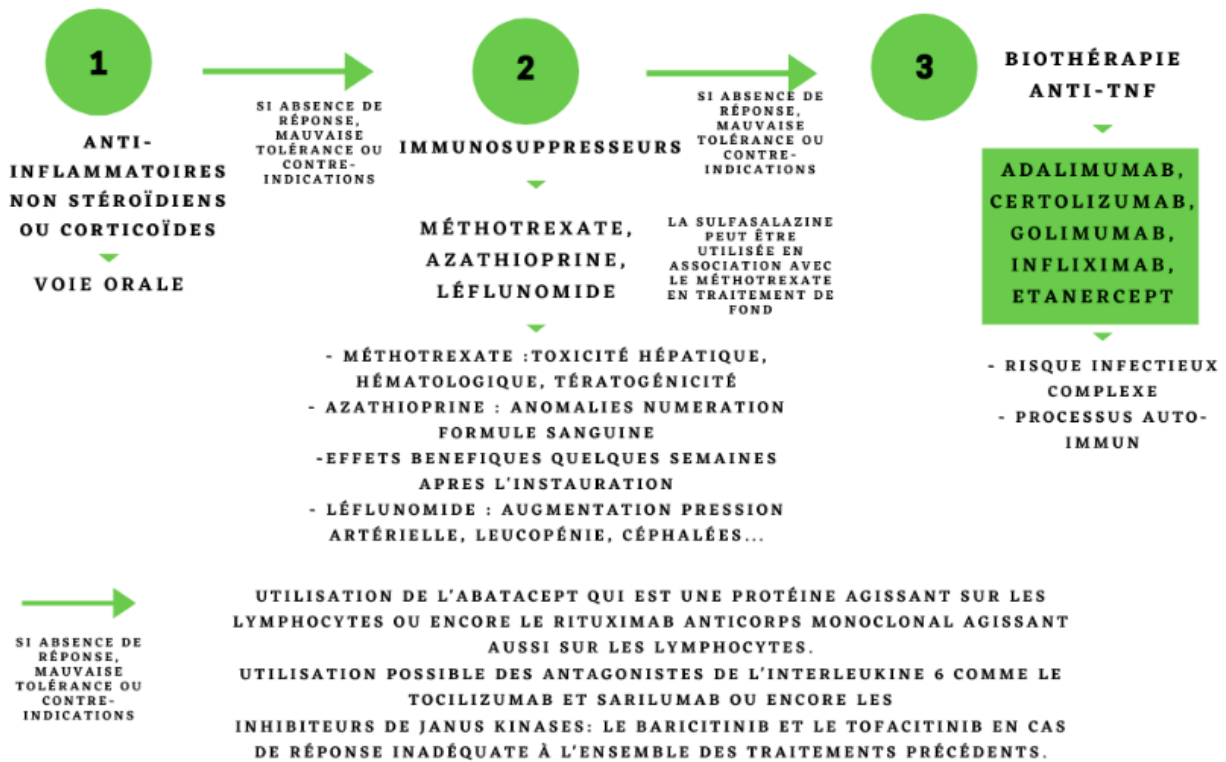 1
ANTI-
INFLAMMATOIRES
NON STÉROÏDIENS
OU CORTICOÏDES
VOIE ORALE
SI ABSENCE DE
RÉPONSE,
MAUVAISE
TOLÉRANCE OU
CONTRE-
INDICATIONS
2
IMMUNOSUPPRESSEURS
MÉTHOTREXATE,
AZATHIOPRINE,
LÉFLUNOMIDE
- MÉTHOTREXATE :TOXICITÉ HÉPATIQUE,
HÉMATOLOGIQUE, TÉRATOGÉNICITÉ
- AZATHIOPRINE : ANOMALIES NUMERATION
FORMULE SANGUINE
-EFFETS BENEFIQUES QUELQUES SEMAINES
APRES L'INSTAURATION
- LÉFLUNOMIDE : AUGMENTATION PRESSION
ARTÉRIELLE, LEUCOPÉNIE, CÉPHALÉES...
SI ABSENCE DE
RÉPONSE,
MAUVAISE
TOLÉRANCE OU
CONTRE-
INDICATIONS
LA SULFASALAZINE
PEUT ÊTRE
UTILISÉE EN
ASSOCIATION AVEC
LE MÉTHOTREXATE
EN TRAITEMENT DE
FOND
3
BIOTHÉRAPIE
ANTI-TNF
ADALIMUMAB,
CERTOLIZUMAB,
GOLIMUMAB,
INFLIXIMAB,
ETANERCEPT
- RISQUE INFECTIEUX
COMPLEXE
- PROCESSUS AUTO-
IMMUN
SI ABSENCE DE
RÉPONSE,
MAUVAISE
TOLÉRANCE OU
CONTRE-
INDICATIONS
UTILISATION DE L'ABATACEPT QUI EST UNE PROTÉINE AGISSANT SUR LES
LYMPHOCYTES OU ENCORE LE RITUXIMAB ANTICORPS MONOCLONAL AGISSANT
AUSSI SUR LES LYMPHOCYTES.
UTILISATION POSSIBLE DES ANTAGONISTES DE L'INTERLEUKINE 6 COMME LE
TOCILIZUMAB ET SARILUMAB OU ENCORE LES
INHIBITEURS DE JANUS KINASES: LE BARICITINIB ET LE TOFACITINIB EN CAS
DE RÉPONSE INADÉQUATE À L'ENSEMBLE DES TRAITEMENTS PRÉCÉDENTS.